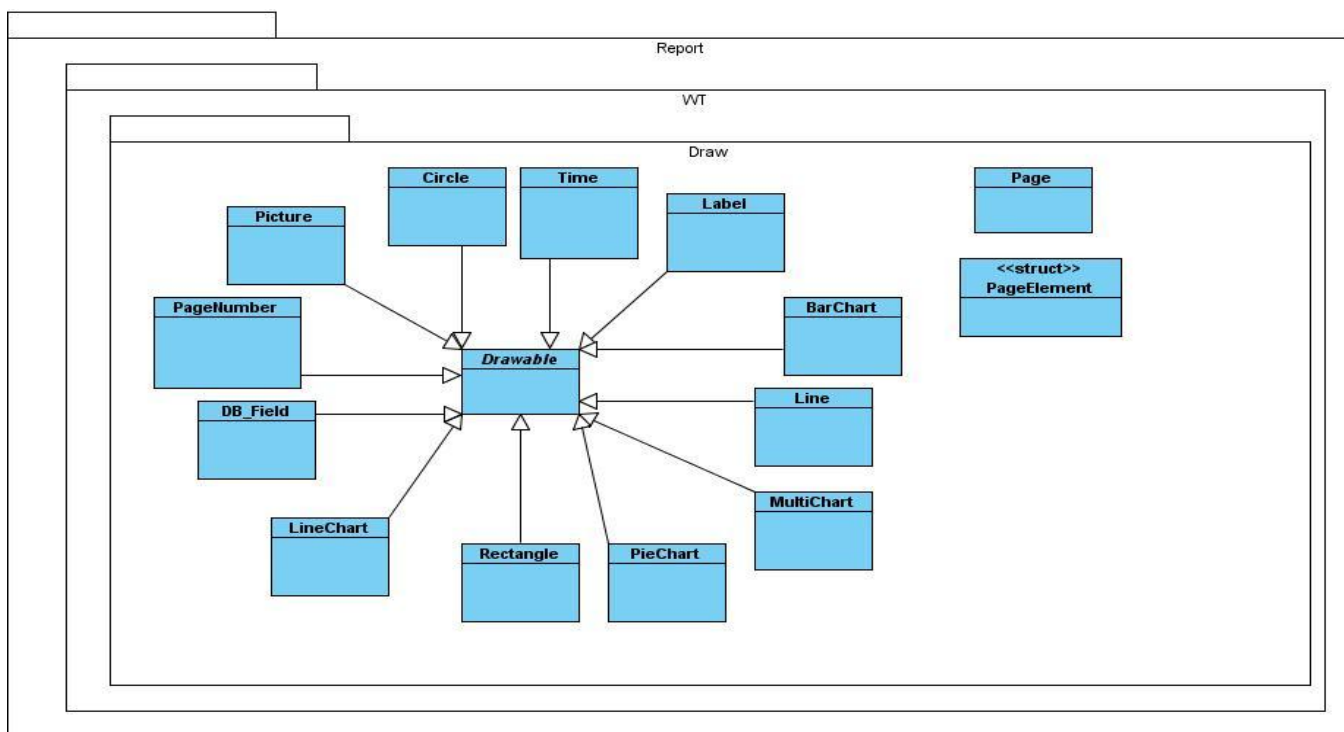 Report
WT
Draw
Circle
Time
Page
Label
Picture
<<struct>>
PageElement
PageNumber
BarChart
Drawable
Line
DB_Field
MultiChart
LineChart
Rectangle
PieChart